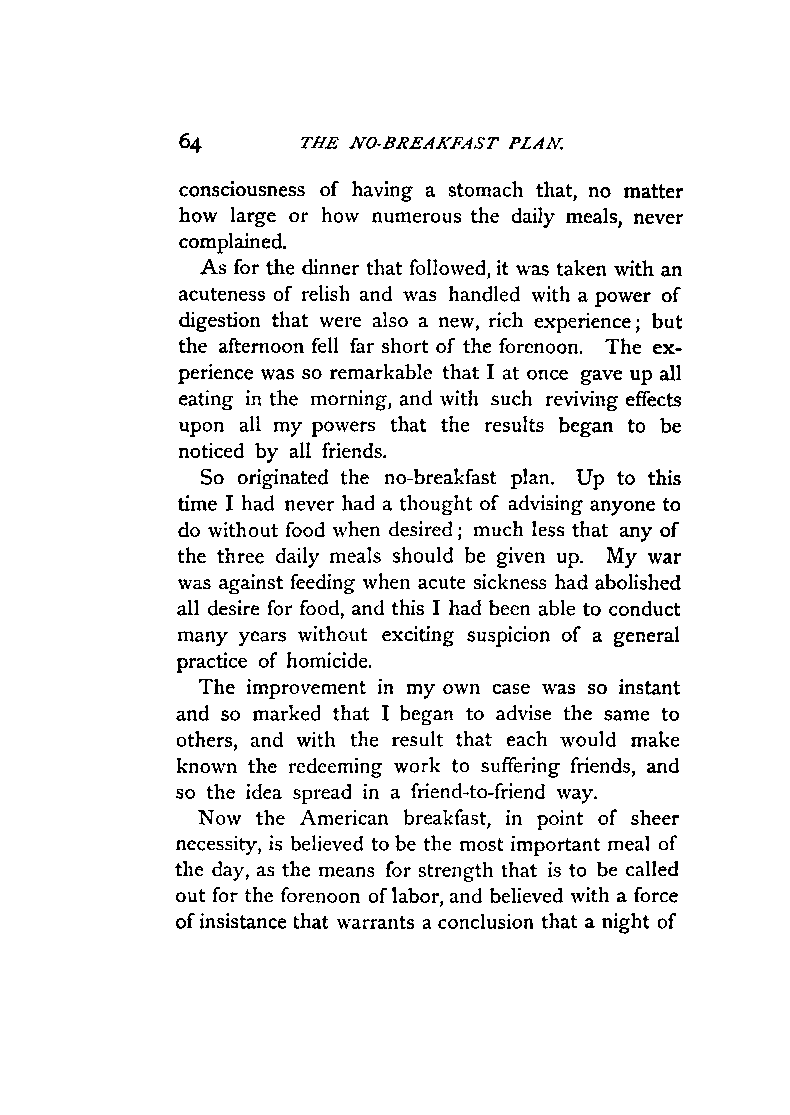 64 THE NO-BREAKFAST PLAN.
consciousness of having a stomach that, no matter
how large or how numerous the daily meals, never
complained.
As for the dinner that followed, it was taken with an
acuteness of relish and was handled with a power of
digestion that were also a new, rich experience; but
the afternoon fell far short of the forenoon. The ex-
perience was so remarkable that I at once gave up all
eating in the morning, and with such reviving effects
upon all my powers that the results began to be
noticed by all friends.
So originated the no-breakfast plan. Up to this
time I had never had a thought of advising anyone to
do without food when desired; much less that any of
the three daily meals should be given up. My war
was against feeding when acute sickness had abolished
all desire for food, and this I had been able to conduct
many years without exciting suspicion of a general
practice of homicide.
The improvement in my own case was so instant
and so marked that I began to advise the same to
others, and with the result that each would make
known the redeeming work to suffering friends, and
so the idea spread in a friend-to-friend way.
Now the American breakfast, in point of sheer
necessity, is believed to be the most important meal of
the day, as the means for strength that is to be called
out for the forenoon of labor, and believed with a force
of insistance that warrants a conclusion that a night of